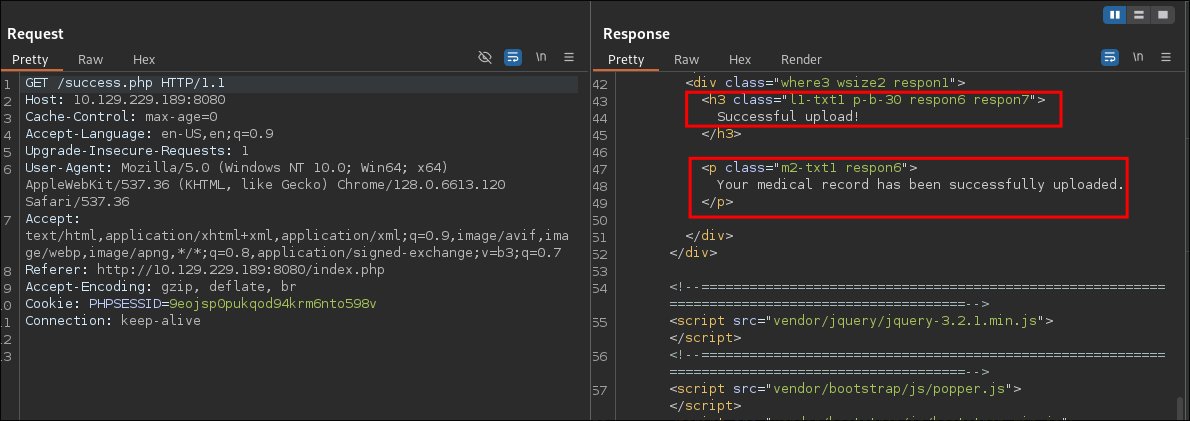 Request
Pretty Raw Hex \n
1 GET /success.php HTTP/1.1
2 Host: 10.129.229.189:8080
3 Cache-Control: max-age=0
4 Accept-Language: en-US,en;q=0.9
5 Upgrade-Insecure-Requests: 1
6 User-Agent: Mozilla/5.0 (Windows NT 10.0; Win64; x64)
AppleWebKit/537.36 (KHTML, like Gecko) Chrome/128.0.6613.120
Safari/537.36
7 Accept:
text/html,application/xhtml+xml,application/xml;q=0.9,image/avif,ima
ge/webp,image/apng,*/*;q=0.8,application/signed-exchange;v=b3;q=0.7
8 Referer: http://10.129.229.189:8080/index.php
9 Accept-Encoding: gzip, deflate, br
10 Cookie: PHPSESSID=9eojsp0pukqod94krm6nto598v
11 Connection: keep-alive
12
13
Response
Pretty Raw Hex Render \n
42 <div class="where3 wsize2 respon1">
43 <h3 class="l1-txt1 p-b-30 respon6 respon7">
44 Successful upload!
45 </h3>
46
47 <p class="m2-txt1 respon6">
48 Your medical record has been successfully uploaded.
49 </p>
50
51 </div>
52 </div>
53
54 <!--==========================================================
=====================================-->
55 <script src="vendor/jquery/jquery-3.2.1.min.js">
</script>
56 <!--==========================================================
=====================================-->
57 <script src="vendor/bootstrap/js/popper.js">
</script>